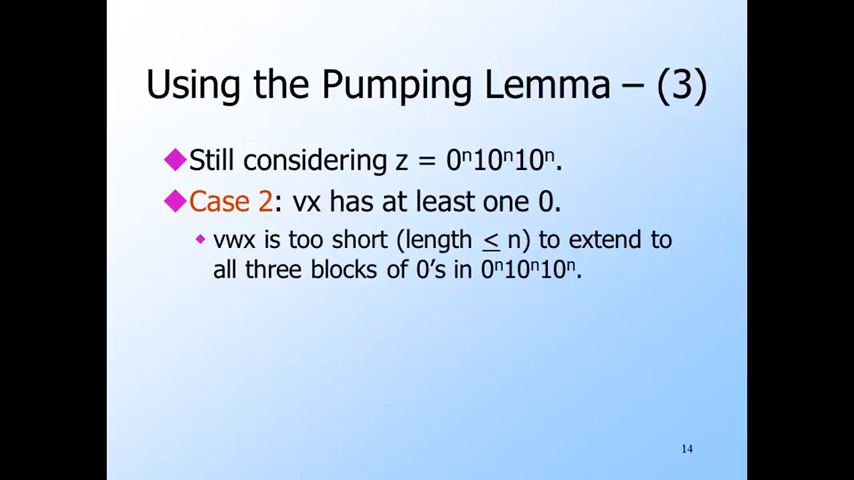 Using the Pumping Lemma – (3)
Still considering z = 0ⁿ10ⁿ10ⁿ.
Case 2: vx has at least one 0.
vwx is too short (length < n) to extend to
all three blocks of 0’s in 0ⁿ10ⁿ10ⁿ.
14